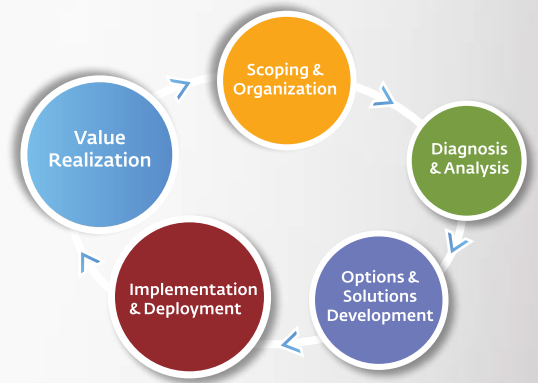 Scoping &
Organization
Diagnosis
& Analysis
Options &
Solutions
Development
Implementation
& Deployment
Value
Realization